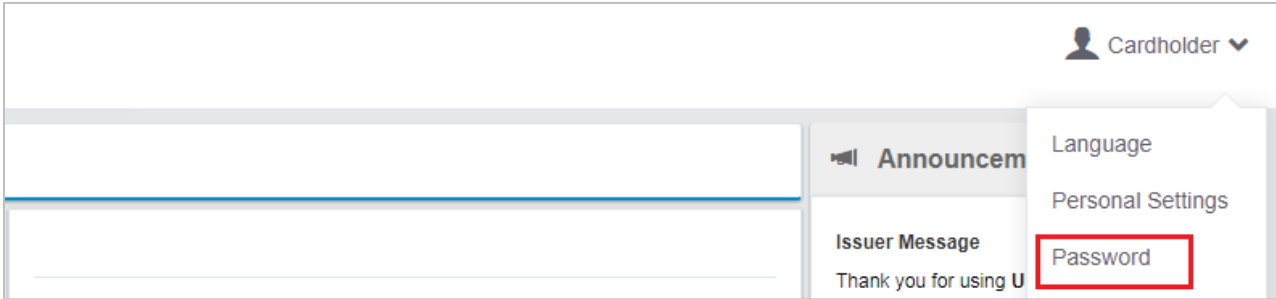 Cardholder
Language
Announcem
Personal Settings
Issuer Message
Password
Thank you for using U